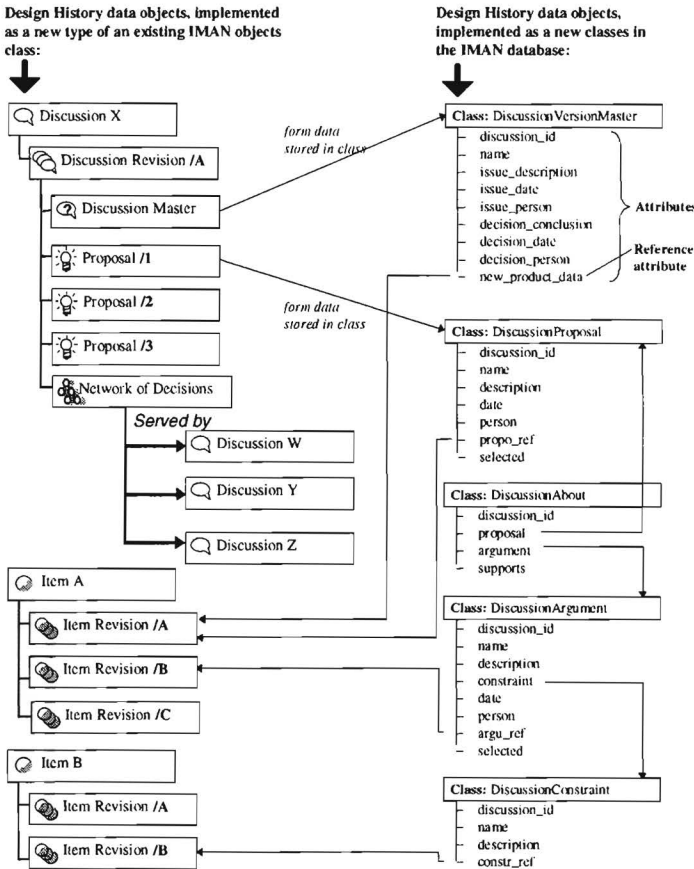 Design History data objects, implemented
as a new type of an existing IMAN objects
class:
Discussion X
Discussion Revision /A
Discussion Master
Proposal /1
Proposal /2
Proposal /3
Network of Decisions
Served by
Discussion W
Discussion Y
Discussion Z
Item A
Item Revision /A
Item Revision /B
Item Revision /C
Item B
Item Revision /A
Item Revision /B
form data
stored in class
form data
stored in class
Design History data objects,
implemented as a new classes in
the IMAN database:
Class: DiscussionVersionMaster
discussion_id
name
issue_description
issue_date
issue_person
decision_conclusion
decision_date
decision_person
new_product_data
Attributes
Reference
attribute
Class: DiscussionProposal
discussion_id
name
description
date
person
propo_ref
selected
Class: DiscussionAbout
discussion_id
proposal
argument
supports
Class: DiscussionArgument
discussion_id
name
description
constraint
date
person
argu_ref
selected
Class: DiscussionConstraint
discussion_id
name
description
constr_ref